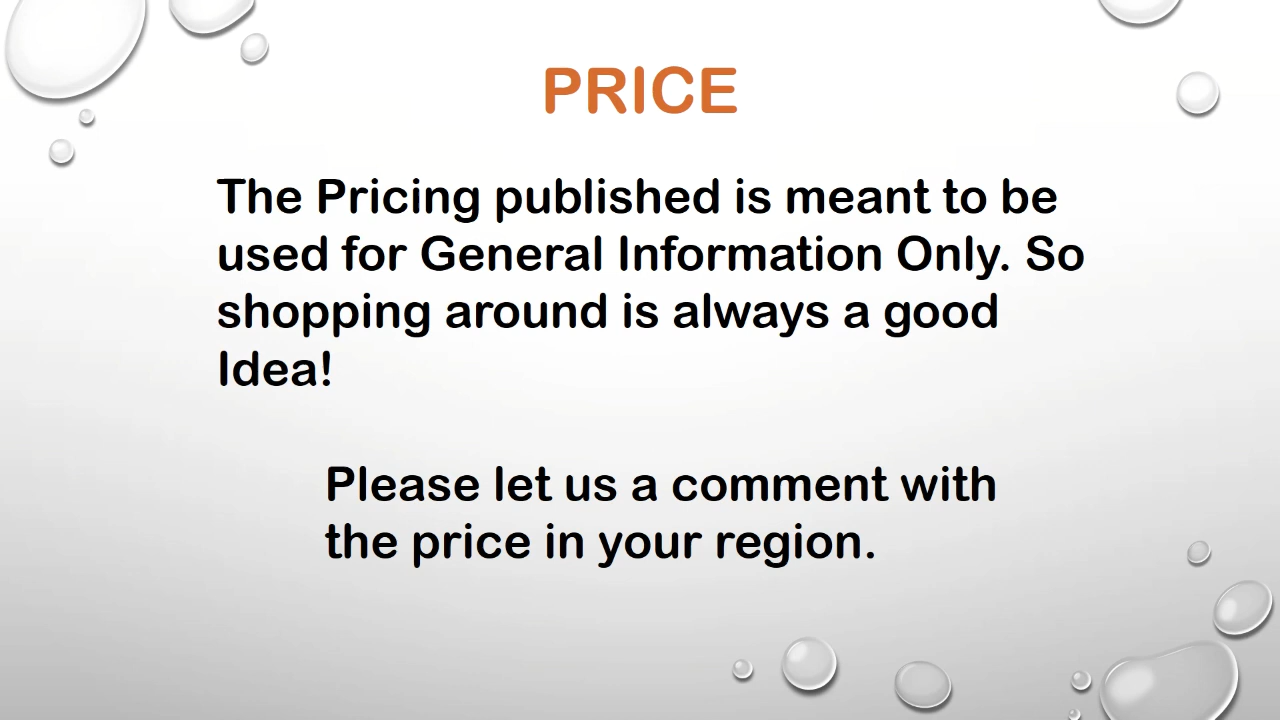 PRICE
The Pricing published is meant to be
used for General Information Only. So
shopping around is always a good
Idea!
Please let us a comment with
the price in your region.